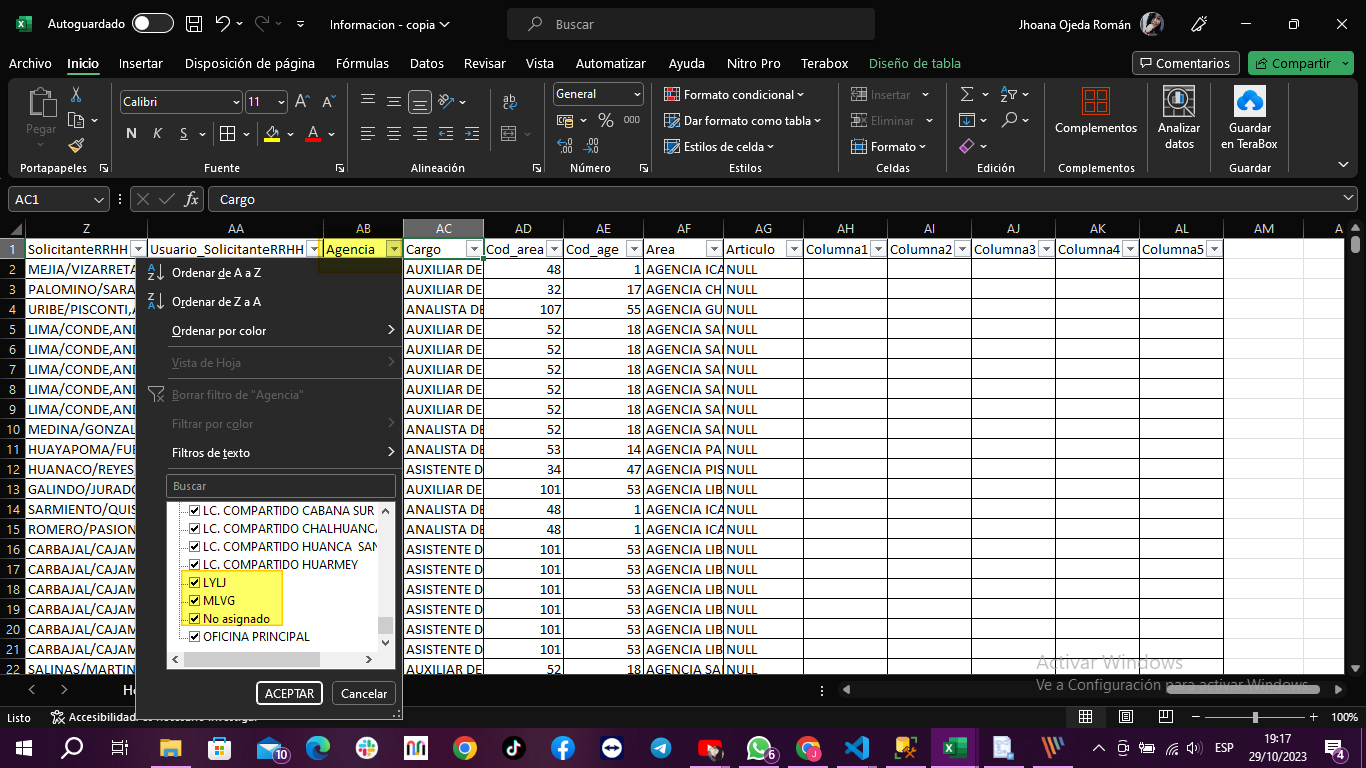 Autoguardado
Informacion - copia
Buscar
Jhoana Ojeda Román
Archivo Inicio Insertar Disposición de página Fórmulas Datos Revisar Vista Automatizar Ayuda Nitro Pro Terabox Diseño de tabla
Comentarios Compartir
Pegar
Calibri 11
N K S
General
% 000
Formato condicional
Dar formato como tabla
Estilos de celda
Insertar
Eliminar
Formato
Complementos
Analizar datos
Guardar en TeraBox
Portapapeles Fuente Alineación Número Estilos Celdas Edición Complementos Guardar
AC1 fx Cargo
Z AA AB AC AD AE AF AG AH AI AJ AK AL AM A
1 SolicitanteRRHH Usuario_SolicitanteRRHH Agencia Cargo Cod_area Cod_age Area Articulo Columna1 Columna2 Columna3 Columna4 Columna5
2 MEJIA/VIZARRETA AUXILIAR DE 48 1 AGENCIA ICA NULL
3 PALOMINO/SARA AUXILIAR DE 32 17 AGENCIA CH NULL
4 URIBE/PISCONTI,A ANALISTA DE 107 55 AGENCIA GU NULL
5 LIMA/CONDE,AND AUXILIAR DE 52 18 AGENCIA SA NULL
6 LIMA/CONDE,AND AUXILIAR DE 52 18 AGENCIA SA NULL
7 LIMA/CONDE,AND AUXILIAR DE 52 18 AGENCIA SA NULL
8 LIMA/CONDE,AND AUXILIAR DE 52 18 AGENCIA SA NULL
9 LIMA/CONDE,AND AUXILIAR DE 52 18 AGENCIA SA NULL
10 MEDINA/GONZAL ANALISTA DE 52 18 AGENCIA SA NULL
11 HUAYAPOMA/FUE ANALISTA DE 53 14 AGENCIA PA NULL
12 HUANACO/REYES ASISTENTE D 34 47 AGENCIA PIS NULL
13 GALINDO/JURADO AUXILIAR DE 101 53 AGENCIA LIB NULL
14 SARMIENTO/QUIS ANALISTA DE 48 1 AGENCIA ICA NULL
15 ROMERO/PASION ANALISTA DE 48 1 AGENCIA ICA NULL
16 CARBAJAL/CAJAM ASISTENTE D 101 53 AGENCIA LIB NULL
17 CARBAJAL/CAJAM ASISTENTE D 101 53 AGENCIA LIB NULL
18 CARBAJAL/CAJAM ASISTENTE D 101 53 AGENCIA LIB NULL
19 CARBAJAL/CAJAM ASISTENTE D 101 53 AGENCIA LIB NULL
20 CARBAJAL/CAJAM ASISTENTE D 101 53 AGENCIA LIB NULL
21 CARBAJAL/CAJAM ASISTENTE D 101 53 AGENCIA LIB NULL
22 SALINAS/MARTIN AUXILIAR DE 52 18 AGENCIA SA NULL
Ordenar de A a Z
Ordenar de Z a A
Ordenar por color
Vista de Hoja
Borrar filtro de "Agencia"
Filtrar por color
Filtros de texto
Buscar
LC. COMPARTIDO CABANA SUR
LC. COMPARTIDO CHALHUANCA
LC. COMPARTIDO HUANCA SAN
LC. COMPARTIDO HUARMEY
LYLJ
MLVG
No asignado
OFICINA PRINCIPAL
ACEPTAR Cancelar
Activar Windows
Ve a Configuración para activar Windows.
Listo Accesibilidad: es necesario investigar
100%
10 6 ESP 19:17
29/10/2023 4